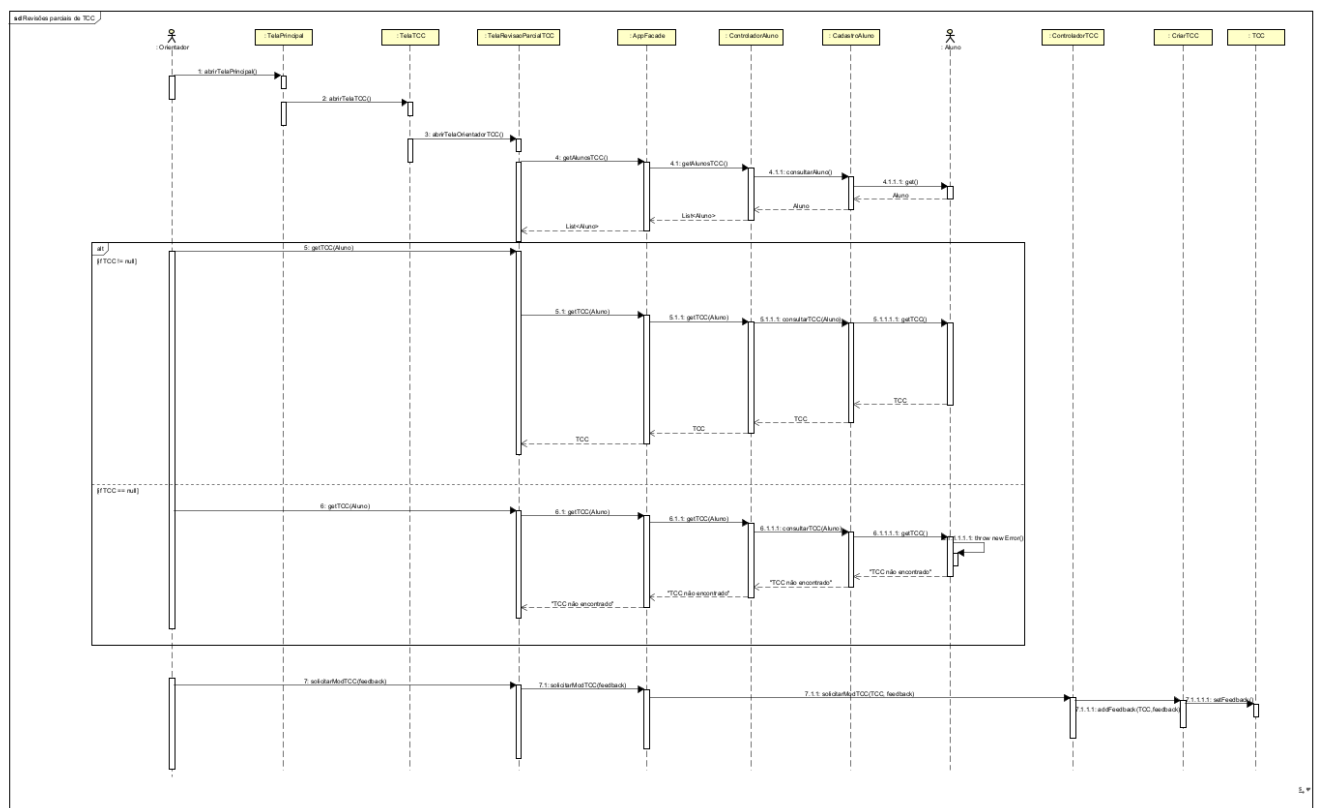 sd Revisões parciais de TCC
: Orientador
: TelaPrincipal
: TelaTCC
: TelaRevisaoParcialTCC
: AppFacade
: ControladorAluno
: CadastroAluno
: Aluno
: ControladorTCC
: CriarTCC
: TCC
1: abrirTelaPrincipal()
2: abrirTelaTCC()
3: abrirTelaOrientadorTCC()
4: getAlunosTCC()
4.1: getAlunosTCC()
4.1.1: consultarAluno()
4.1.1.1: get()
Aluno
Aluno
List<Aluno>
List<Aluno>
alt
[if TCC != null]
5: getTCC(Aluno)
5.1: getTCC(Aluno)
5.1.1: getTCC(Aluno)
5.1.1.1: consultarTCC(Aluno)
5.1.1.1.1: getTCC()
TCC
TCC
TCC
TCC
[if TCC == null]
6: getTCC(Aluno)
6.1: getTCC(Aluno)
6.1.1: getTCC(Aluno)
6.1.1.1: consultarTCC(Aluno)
6.1.1.1.1: getTCC()
1.1.1.1: throw new Error()
"TCC não encontrado"
"TCC não encontrado"
"TCC não encontrado"
"TCC não encontrado"
7: solicitarModTCC(feedback)
7.1: solicitarModTCC(feedback)
7.1.1: solicitarModTCC(TCC, feedback)
7.1.1.1: addFeedback(TCC,feedback)
7.1.1.1.1: setFeedback()